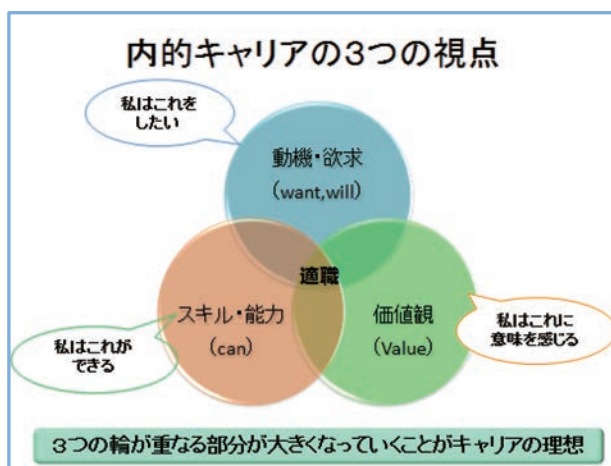 内的キャリアの3つの視点
私はこれを
したい
動機・欲求
(want,will)
適職
スキル・能力
(can)
価値観
(Value)
私はこれが
できる
私はこれに
意味を感じる
3つの輪が重なる部分が大きくなっていくことがキャリアの理想